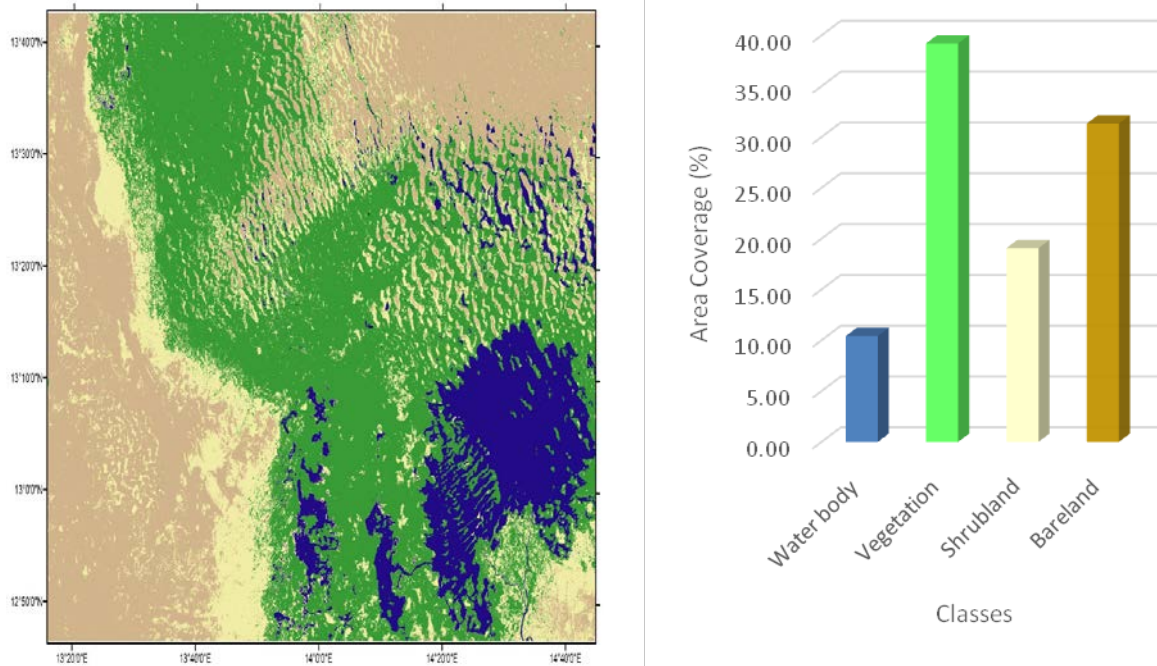 13°40'0"N
13°30'0"N
13°20'0"N
13°10'0"N
13°0'0"N
12°50'0"N
13°20'0"E
13°40'0"E
14°0'0"E
14°20'0"E
14°40'0"E
Area Coverage (%)
40.00
35.00
30.00
25.00
20.00
15.00
10.00
5.00
0.00
Water body
Vegetation
Shrubland
Bareland
Classes